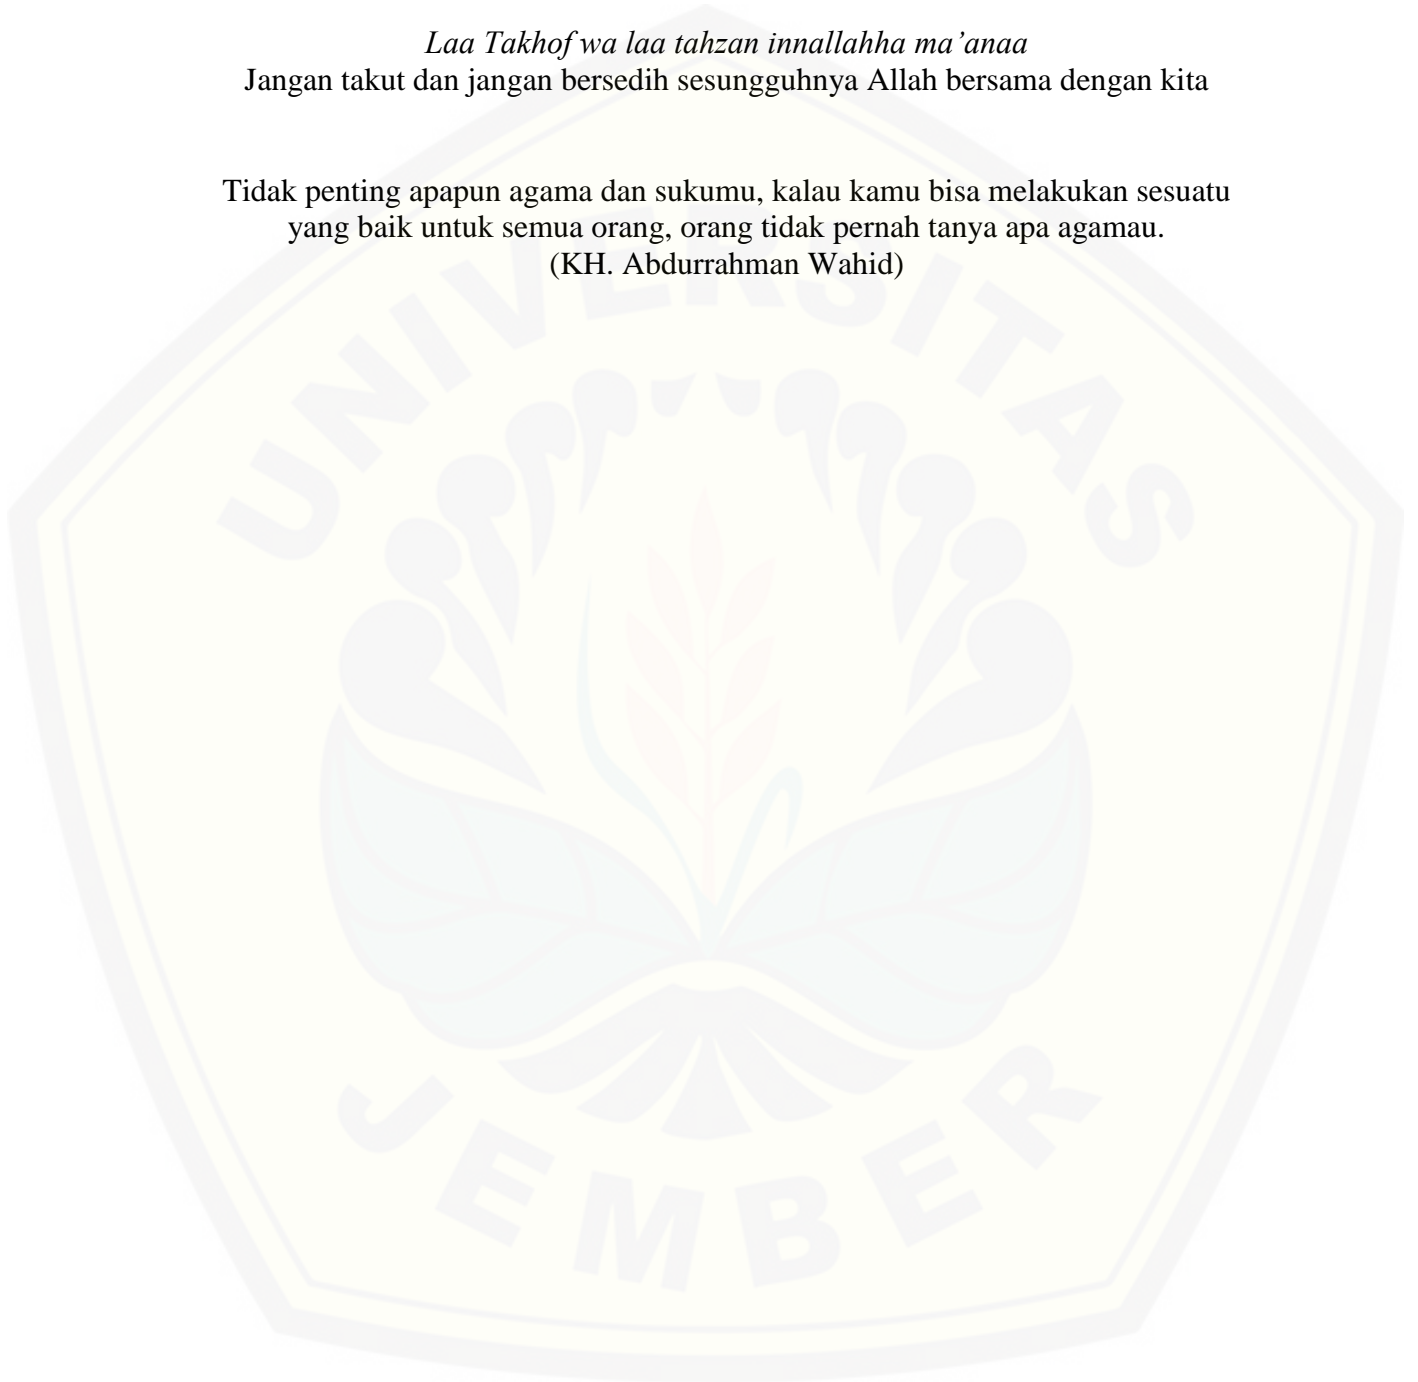 Laa Takhof wa laa tahzan innallahha ma’anaa
Jangan takut dan jangan bersedih sesungguhnya Allah bersama dengan kita
Tidak penting apapun agama dan sukumu, kalau kamu bisa melakukan sesuatu
yang baik untuk semua orang, orang tidak pernah tanya apa agamau.
(KH. Abdurrahman Wahid)
UNIVERSITAS
JEMBER